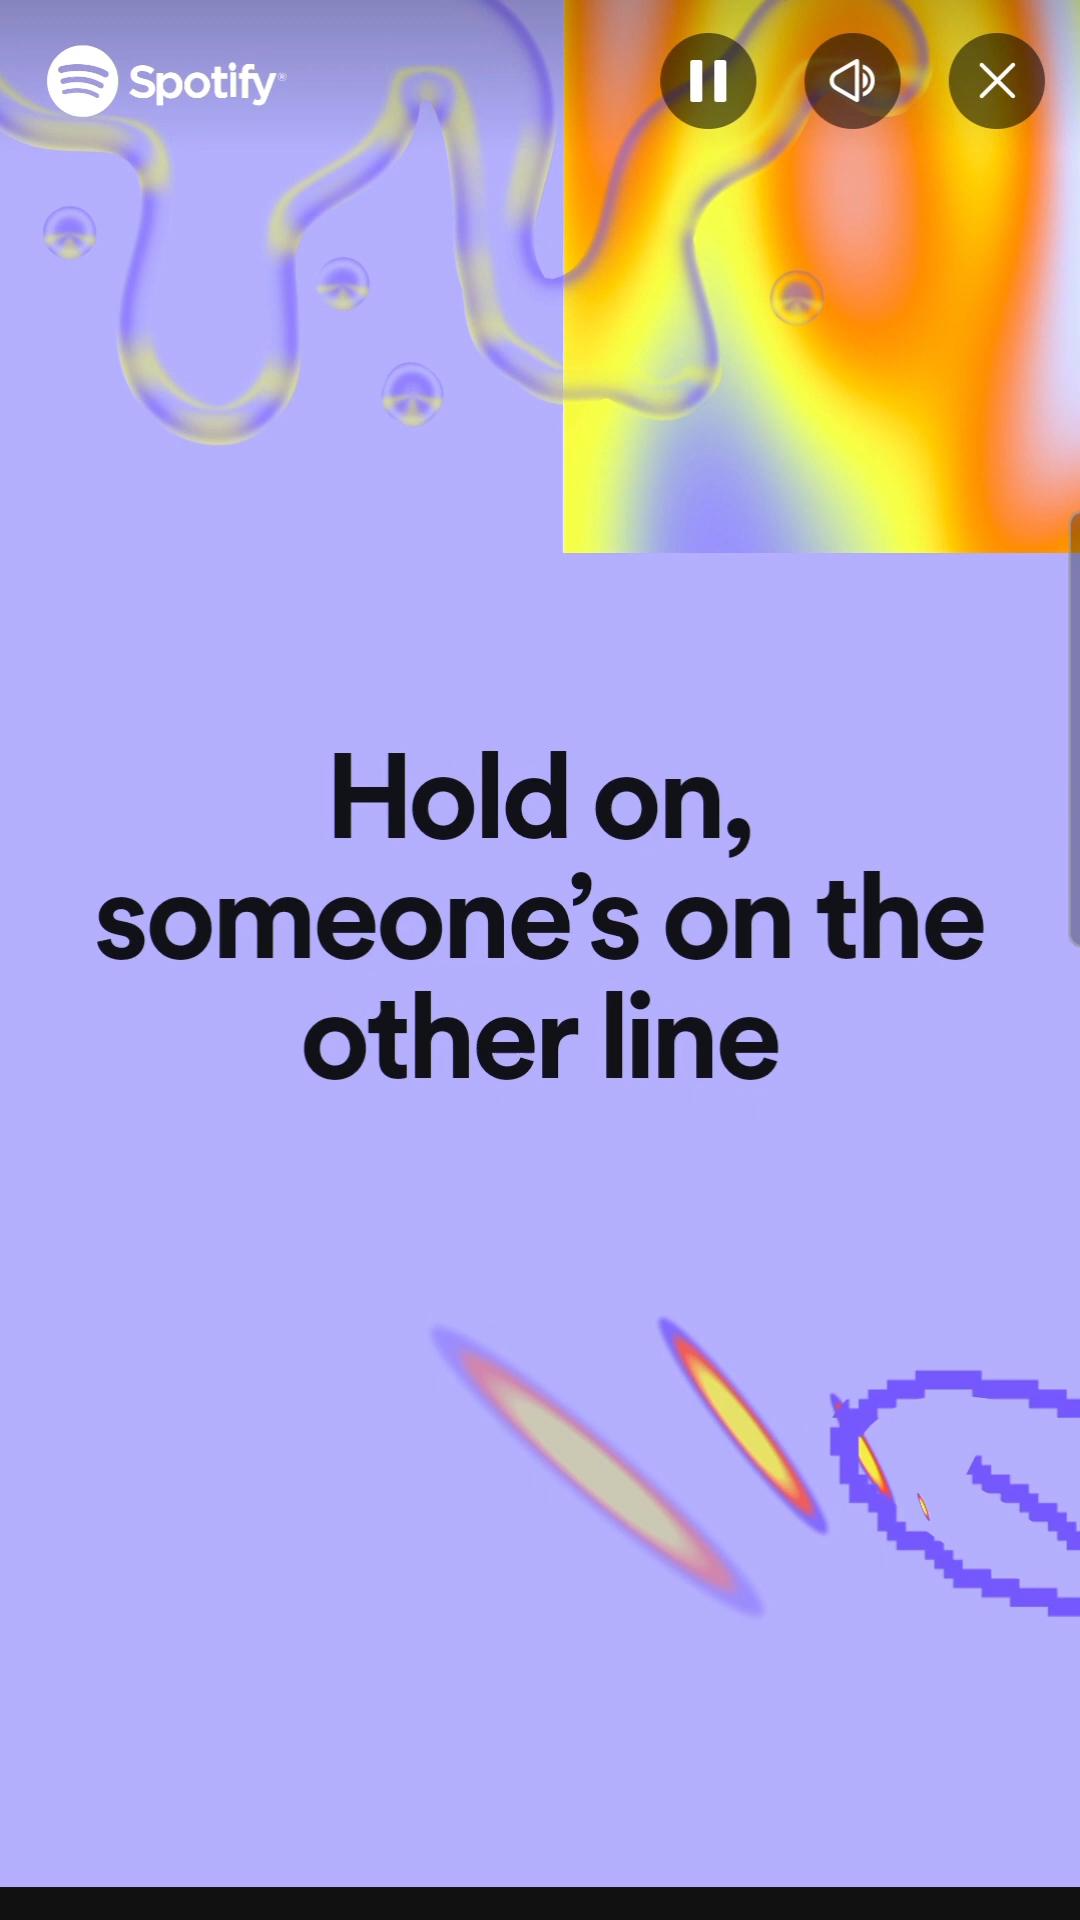 Spotify®
Hold on,
someone’s on the
other line